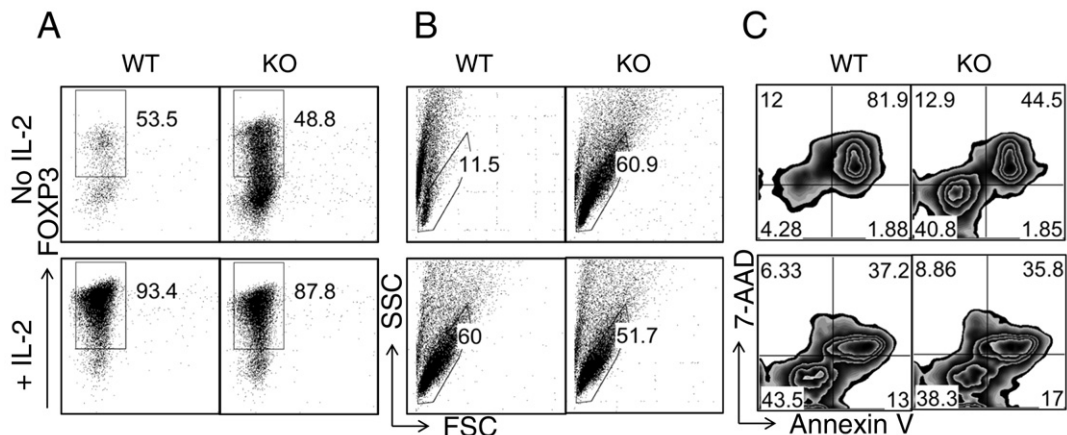 A B C
WT KO WT KO WT KO
No IL-2
FOXP3
53.5 48.8 11.5 60.9
12 81.9 12.9 44.5
4.28 1.88 40.8 1.85
+ IL-2
93.4 87.8
SSC
60 51.7
7-AAD
6.33 37.2 8.86 35.8
43.5 13 38.3 17
FSC
Annexin V